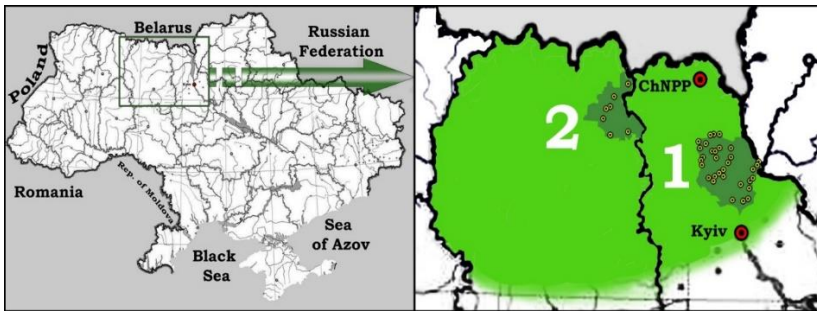 Belarus
Russian
Federation
Poland
Romania
Rep. of Moldova
Black
Sea
Sea
of Azov
ChNPP
2
1
Kyiv